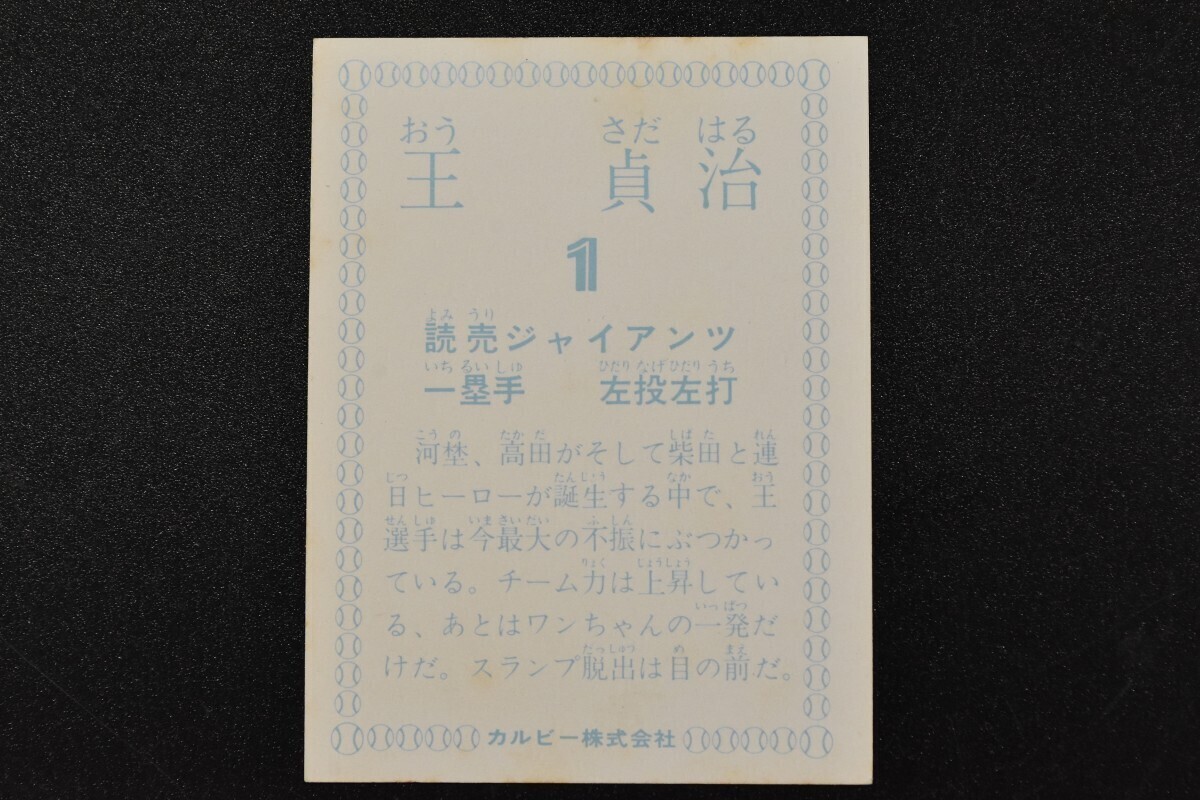 おう　さだ　はる
王　貞治
1
よみ　うり
読売ジャイアンツ
いち るい しゅ　ひだり なげ ひだり うち
一塁手　左投左打
こう の　たか だ　しば た　れん
河埜、高田がそして柴田と連
じつ　たんじょう　なか　おう
日ヒーローが誕生する中で、王
せん しゅ　いま さい だい　ふ しん
選手は今最大の不振にぶつかっ
りょく　じょうしょう
ている。チーム力は上昇してい
いっ ぱつ
る、あとはワンちゃんの一発だ
だっしゅつ　め　まえ
けだ。スランプ脱出は目の前だ。
カルビー株式会社